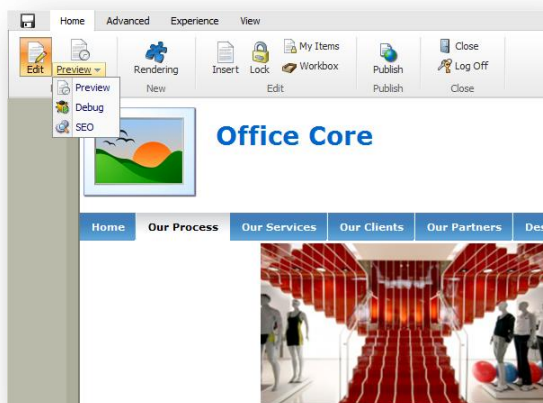 Home Advanced Experience View
Edit Preview Rendering Insert Lock My Items Workbox Publish Close Log Off
New Edit Publish Close
Preview
Debug
SEO
Office Core
Home Our Process Our Services Our Clients Our Partners